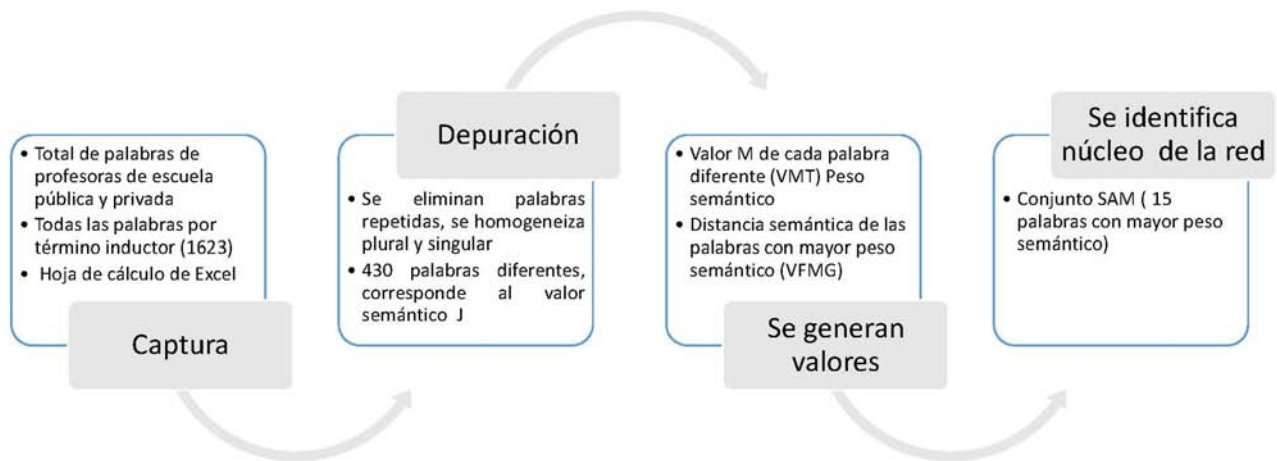 • Total de palabras de
profesoras de escuela
pública y privada
• Todas las palabras por
término inductor (1623)
• Hoja de cálculo de Excel
Captura
Depuración
• Se eliminan palabras
repetidas, se homogeneiza
plural y singular
• 430 palabras diferentes,
corresponde al valor
semántico J
• Valor M de cada palabra
diferente (VMT) Peso
semántico
• Distancia semántica de las
palabras con mayor peso
semántico (VFMG)
Se generan
valores
Se identifica
núcleo de la red
• Conjunto SAM ( 15
palabras con mayor peso
semántico)